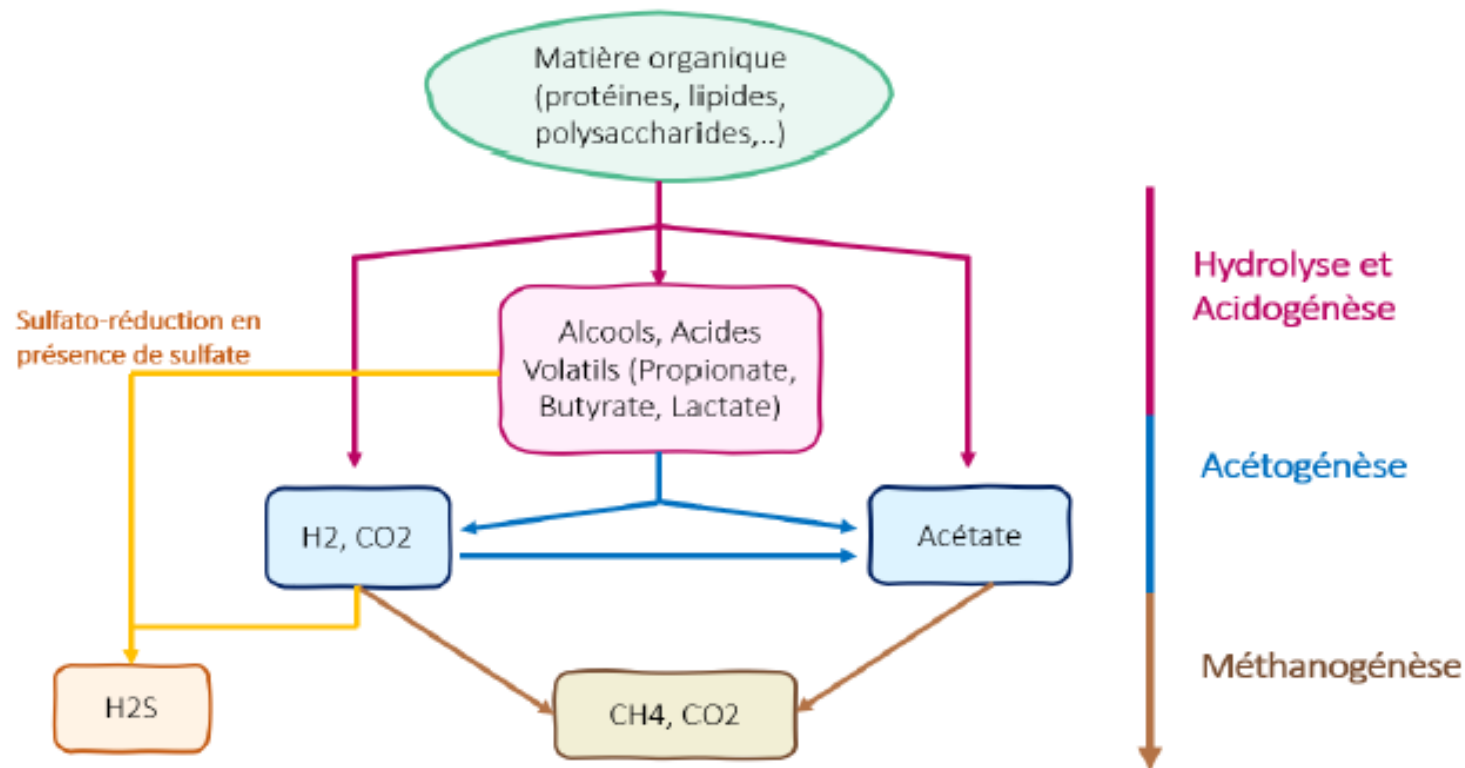 Matière organique
(protéines, lipides,
polysaccharides,..)
Hydrolyse et
Acidogénèse
Sulfato-réduction en
présence de sulfate
Alcools, Acides
Volatils (Propionate,
Butyrate, Lactate)
Acétogénèse
H2, CO2
Acétate
Méthanogénèse
H2S
CH4, CO2